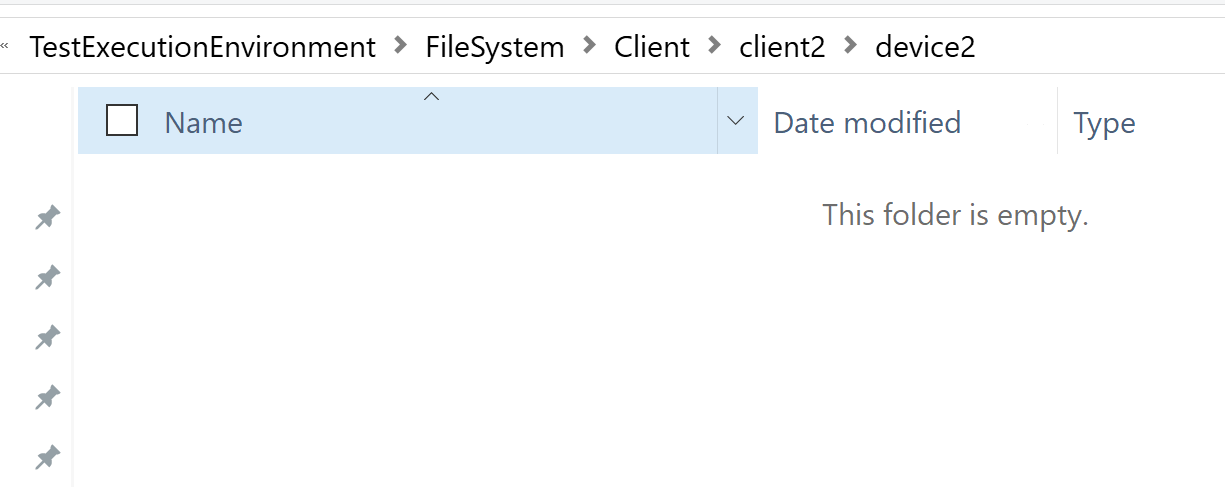 « TestExecutionEnvironment > FileSystem > Client > client2 > device2
Name Date modified Type
This folder is empty.